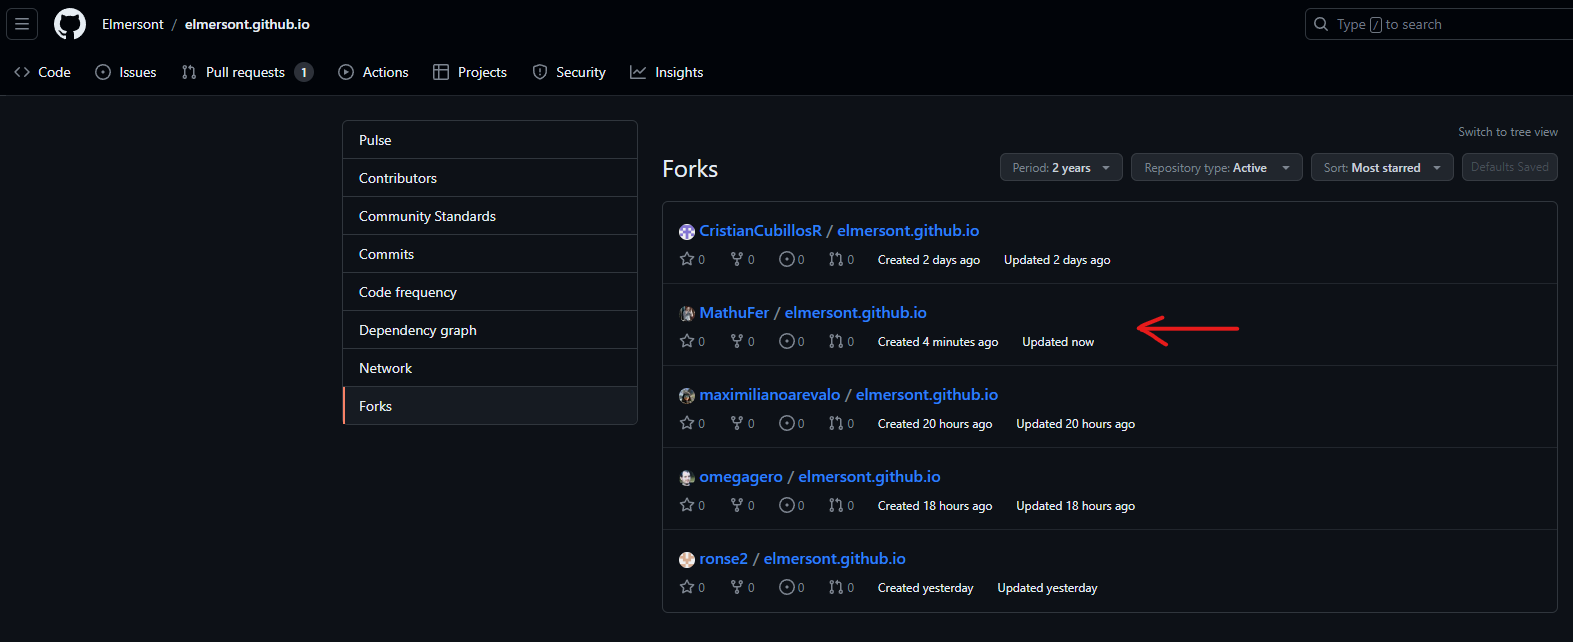 Elmersont / elmersont.github.io
Type / to search
Code Issues Pull requests 1 Actions Projects Security Insights
Pulse
Contributors
Community Standards
Commits
Code frequency
Dependency graph
Network
Forks
Switch to tree view
Forks
Period: 2 years Repository type: Active Sort: Most starred Defaults Saved
CristianCubillosR / elmersont.github.io
0 0 0 0 Created 2 days ago Updated 2 days ago
MathuFer / elmersont.github.io
0 0 0 0 Created 4 minutes ago Updated now
maximilianoarevalo / elmersont.github.io
0 0 0 0 Created 20 hours ago Updated 20 hours ago
omegagero / elmersont.github.io
0 0 0 0 Created 18 hours ago Updated 18 hours ago
ronse2 / elmersont.github.io
0 0 0 0 Created yesterday Updated yesterday